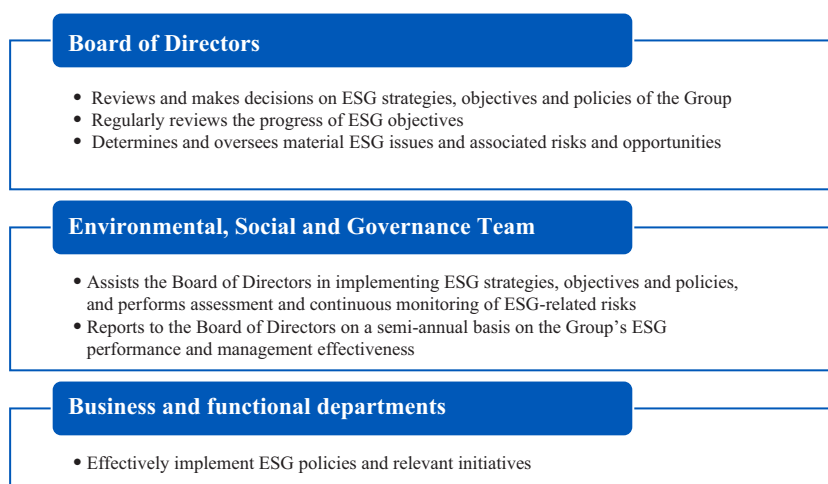 Board of Directors
• Reviews and makes decisions on ESG strategies, objectives and policies of the Group
• Regularly reviews the progress of ESG objectives
• Determines and oversees material ESG issues and associated risks and opportunities
Environmental, Social and Governance Team
• Assists the Board of Directors in implementing ESG strategies, objectives and policies,
and performs assessment and continuous monitoring of ESG-related risks
• Reports to the Board of Directors on a semi-annual basis on the Group’s ESG
performance and management effectiveness
Business and functional departments
• Effectively implement ESG policies and relevant initiatives